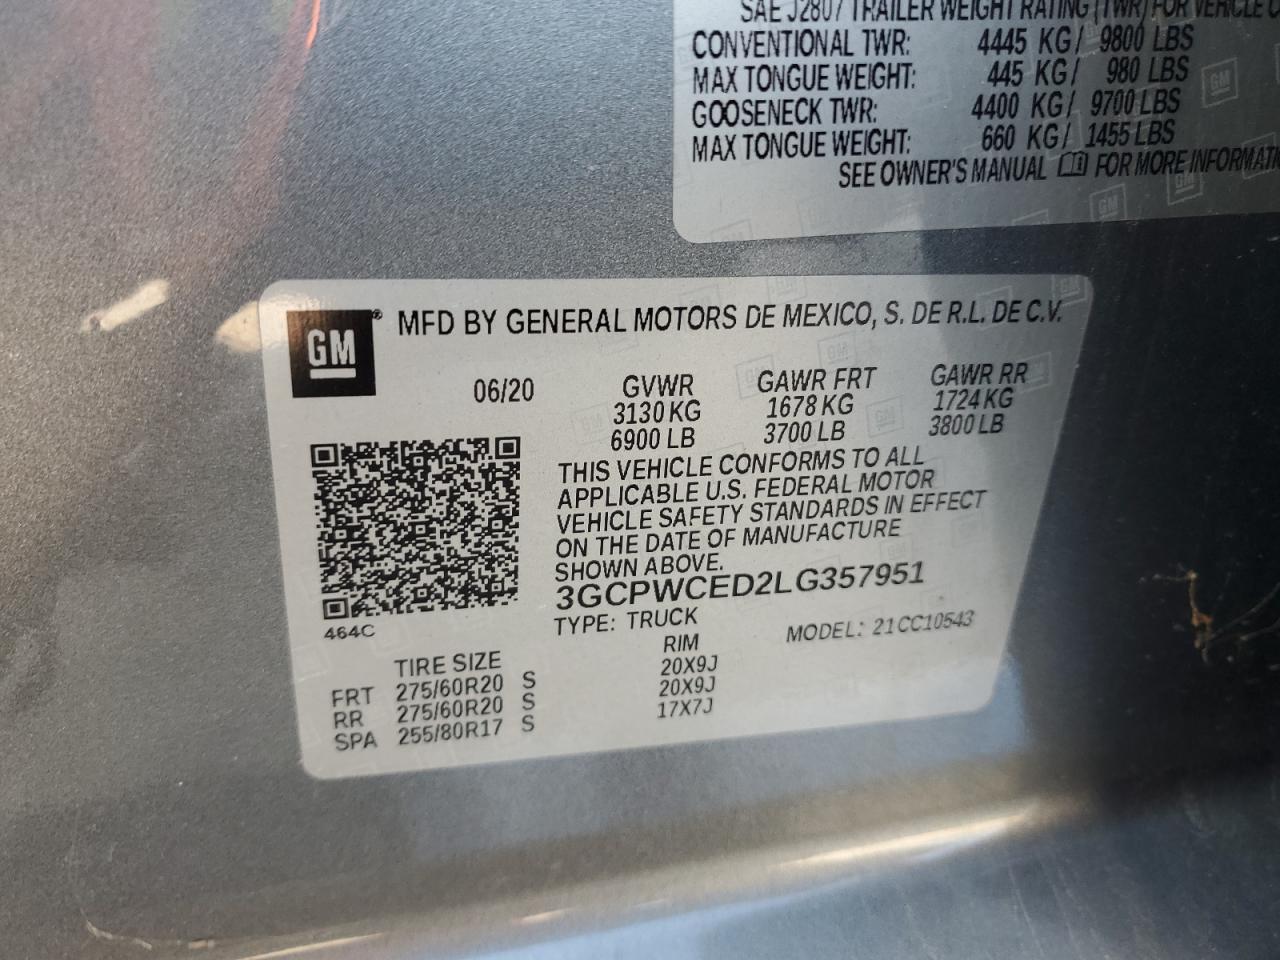 SAE J2807 TRAILER WEIGHT RATING (TWR) FOR VEHICLE
CONVENTIONAL TWR: 4445 KG/ 9800 LBS
MAX TONGUE WEIGHT: 445 KG/ 980 LBS
GOOSENECK TWR: 4400 KG/ 9700 LBS
MAX TONGUE WEIGHT: 660 KG/ 1455 LBS
SEE OWNER'S MANUAL FOR MORE INFORMATI
GM® MFD BY GENERAL MOTORS DE MEXICO, S. DE R.L. DE C.V.
06/20 GVWR GAWR FRT GAWR RR
3130 KG 1678 KG 1724 KG
6900 LB 3700 LB 3800 LB
THIS VEHICLE CONFORMS TO ALL
APPLICABLE U.S. FEDERAL MOTOR
VEHICLE SAFETY STANDARDS IN EFFECT
ON THE DATE OF MANUFACTURE
SHOWN ABOVE.
3GCPWCED2LG357951
464C TYPE: TRUCK MODEL: 21CC10543
TIRE SIZE RIM
FRT 275/60R20 S 20X9J
RR 275/60R20 S 20X9J
SPA 255/80R17 S 17X7J